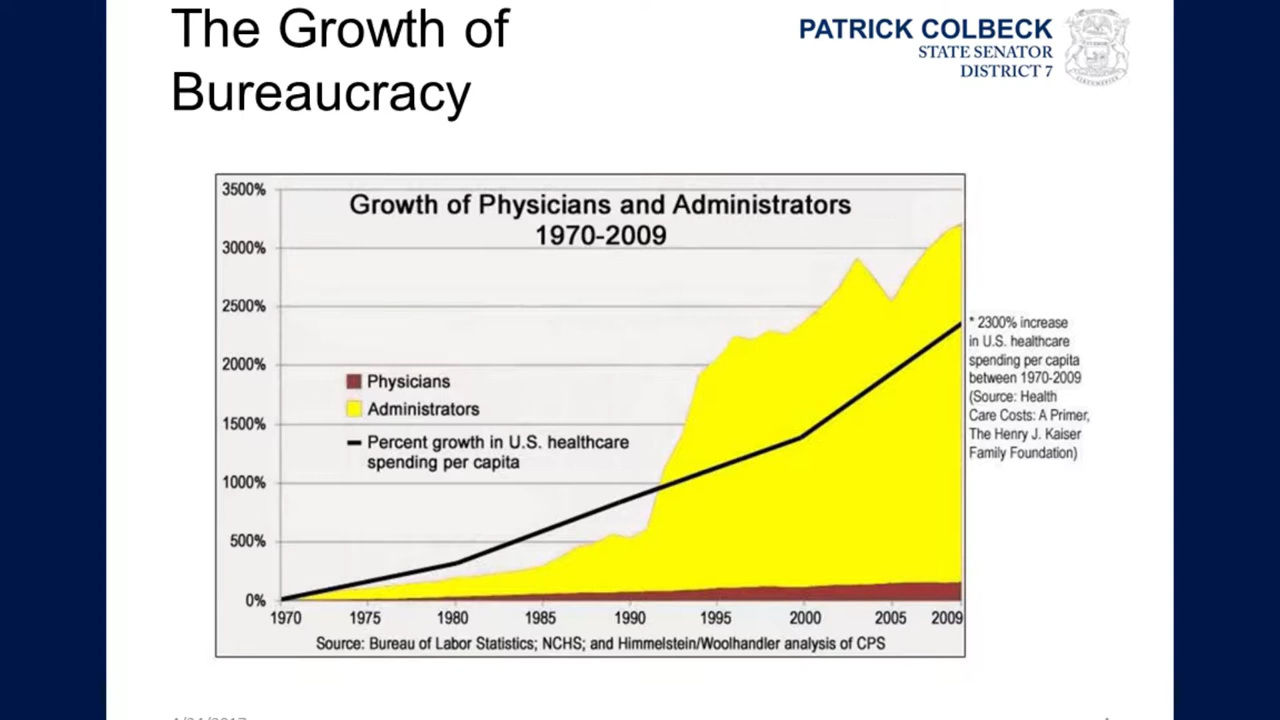 The Growth of
Bureaucracy
PATRICK COLBECK
STATE SENATOR
DISTRICT 7
Growth of Physicians and Administrators
1970-2009
3500%
3000%
2500%
2000%
1500%
1000%
500%
0%
Physicians
Administrators
Percent growth in U.S. healthcare
spending per capita
* 2300% increase
in U.S. healthcare
spending per capita
between 1970-2009
(Source: Health
Care Costs: A Primer,
The Henry J. Kaiser
Family Foundation)
1970 1975 1980 1985 1990 1995 2000 2005 2009
Source: Bureau of Labor Statistics; NCHS; and Himmelstein/Woolhandler analysis of CPS